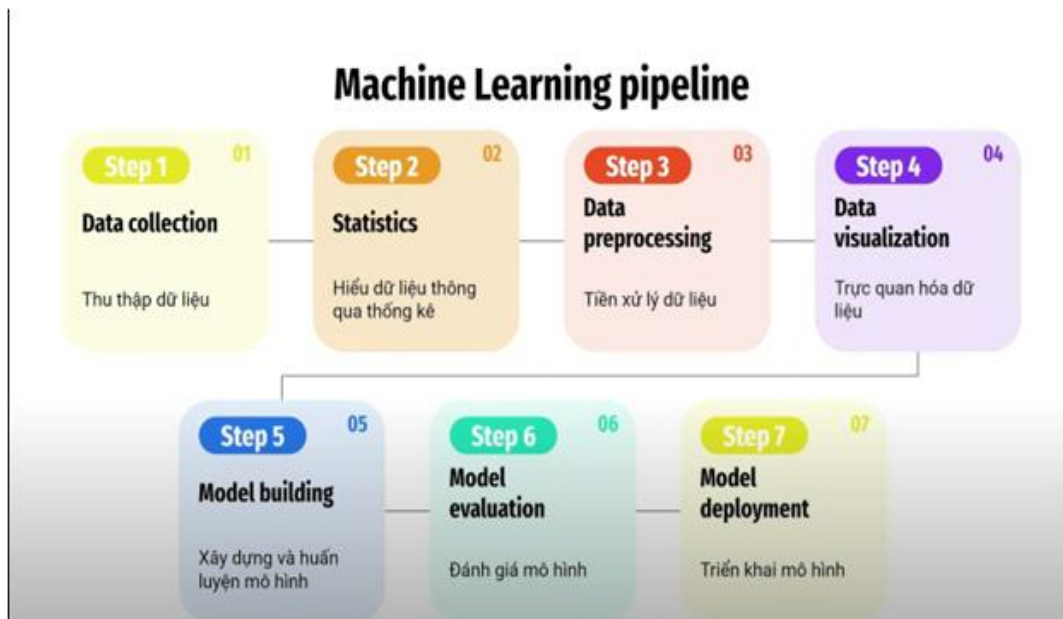 Machine Learning pipeline
Step 1
01
Data collection
Thu thập dữ liệu
Step 2
02
Statistics
Hiểu dữ liệu thông
qua thống kê
Step 3
03
Data
preprocessing
Tiền xử lý dữ liệu
Step 4
04
Data
visualization
Trực quan hóa dữ
liệu
Step 5
05
Model building
Xây dựng và huấn
luyện mô hình
Step 6
06
Model
evaluation
Đánh giá mô hình
Step 7
07
Model
deployment
Triển khai mô hình